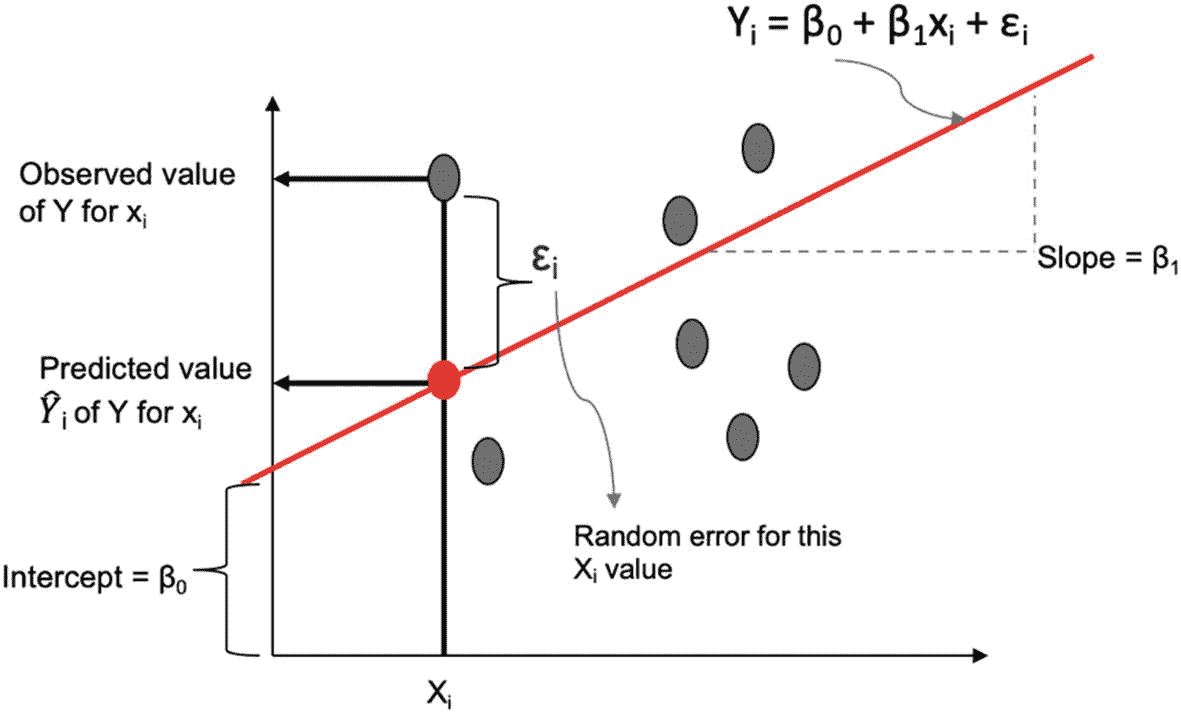 Yᵢ = β₀ + β₁xᵢ + εᵢ
Observed value
of Y for xᵢ
εᵢ
Slope = β₁
Predicted value
Ŷ ᵢ of Y for xᵢ
Random error for this
Xᵢ value
Intercept = β₀
Xᵢ